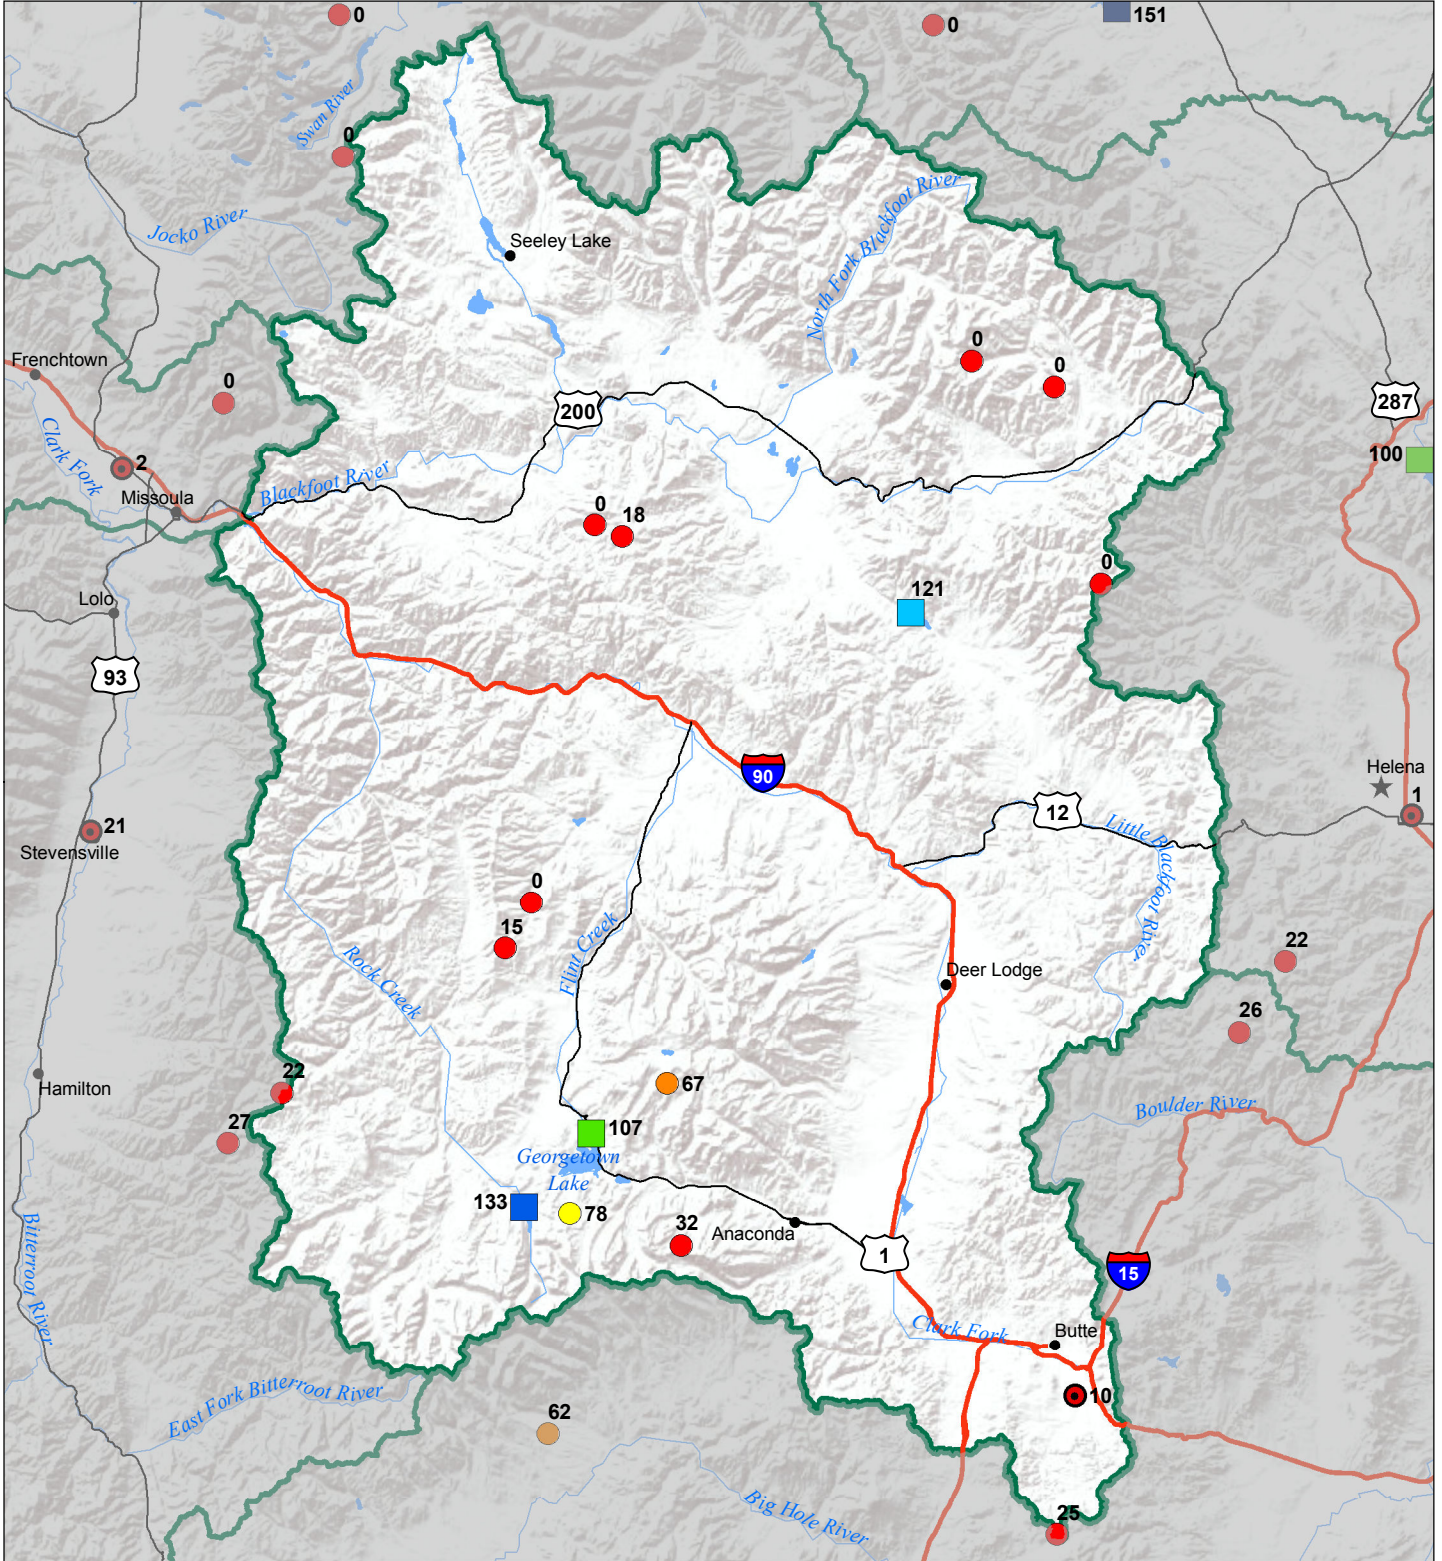 0
0
151
Swan River
0
Jocko River
Seeley Lake
North Fork Blackfoot River
Frenchtown
0
0
0
200
287
Clark Fork
2
100
Missoula
Blackfoot River
0
18
0
121
Lolo
93
90
Helena
1
12
Little Blackfoot River
21
Stevensville
0
15
Flint Creek
Rock Creek
22
Deer Lodge
26
22
67
Hamilton
27
107
Boulder River
Georgetown
Lake
133
78
32
Anaconda
1
15
Bitterroot River
Clark Fork
Butte
10
East Fork Bitterroot River
62
Big Hole River
25